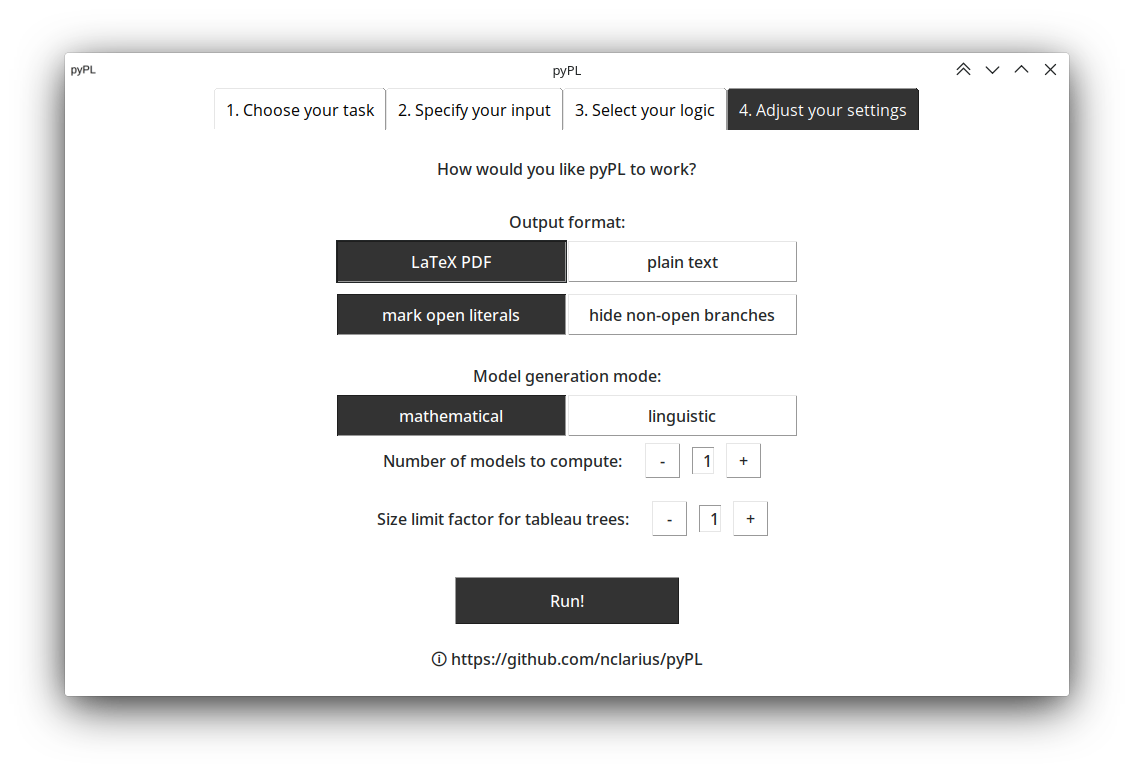 pyPL
pyPL
1. Choose your task 2. Specify your input 3. Select your logic 4. Adjust your settings
How would you like pyPL to work?
Output format:
LaTeX PDF plain text
mark open literals hide non-open branches
Model generation mode:
mathematical linguistic
Number of models to compute: - 1 +
Size limit factor for tableau trees: - 1 +
Run!
ⓘ https://github.com/nclarius/pyPL